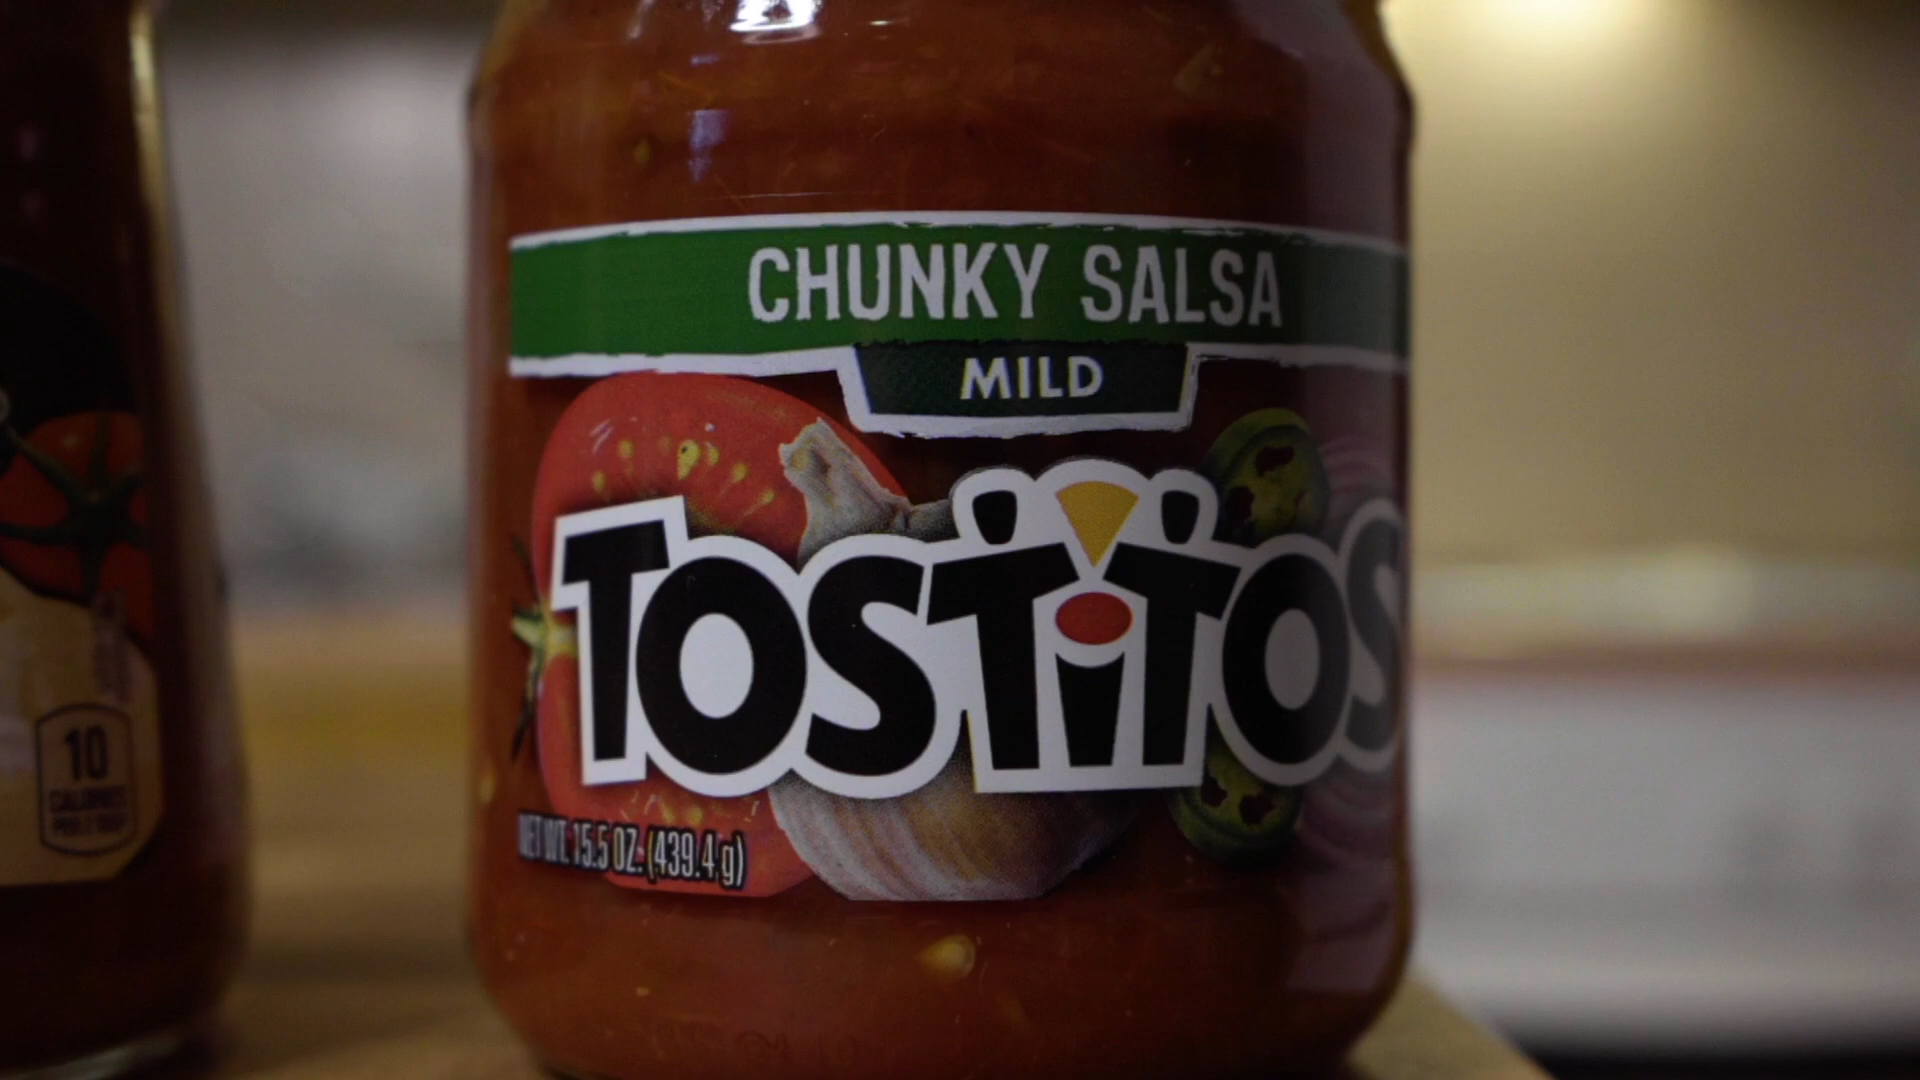 CHUNKY SALSA
MILD
TOSTITOS
NET WT. 15.5 OZ. (439.4 g)
10
CALORIES